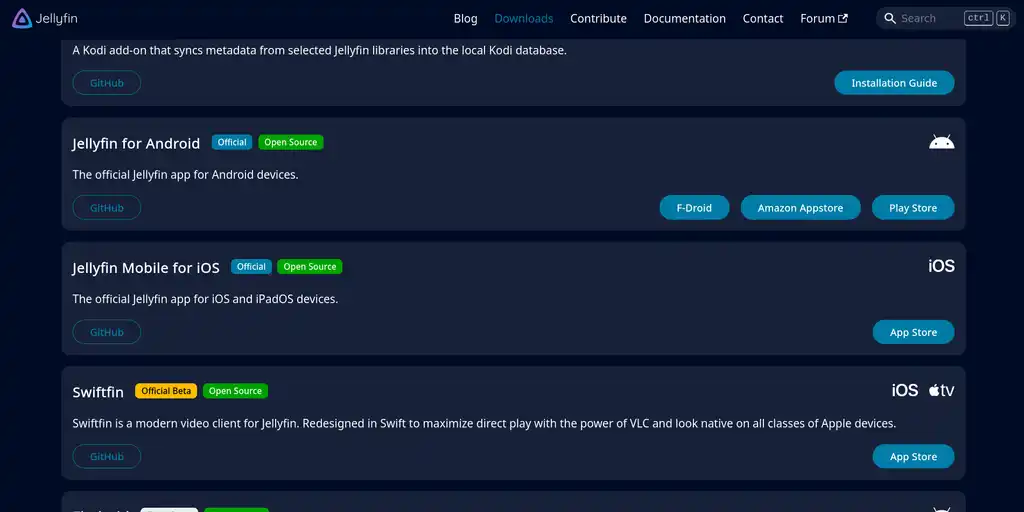 Jellyfin
Blog Downloads Contribute Documentation Contact Forum Search ctrl K
A Kodi add-on that syncs metadata from selected Jellyfin libraries into the local Kodi database.
GitHub Installation Guide
Jellyfin for Android Official Open Source
The official Jellyfin app for Android devices.
GitHub F-Droid Amazon Appstore Play Store
Jellyfin Mobile for iOS Official Open Source iOS
The official Jellyfin app for iOS and iPadOS devices.
GitHub App Store
Swiftfin Official Beta Open Source iOS tv
Swiftfin is a modern video client for Jellyfin. Redesigned in Swift to maximize direct play with the power of VLC and look native on all classes of Apple devices.
GitHub App Store